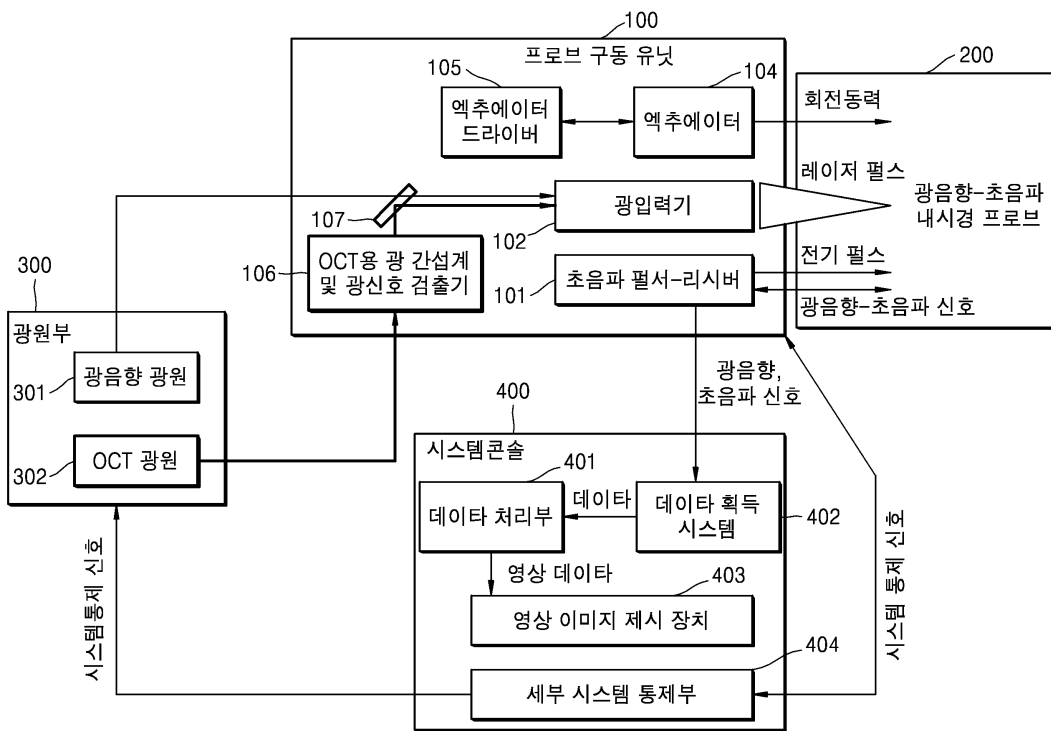 100
프로브 구동 유닛
105
104
200
엑추에이터
드라이버
엑추에이터
회전동력
레이저 펄스
107
광입력기
102
광음향-초음파
내시경 프로브
300
106
OCT용 광 간섭계
및 광신호 검출기
101
초음파 펄서-리시버
전기 펄스
광음향-초음파 신호
광원부
301
광음향 광원
302
OCT 광원
광음향,
초음파 신호
400
시스템콘솔
401
데이타 처리부
데이타
데이타 획득
시스템
402
영상 데이타
403
영상 이미지 제시 장치
404
세부 시스템 통제부
시스템통제 신호
시스템 통제 신호